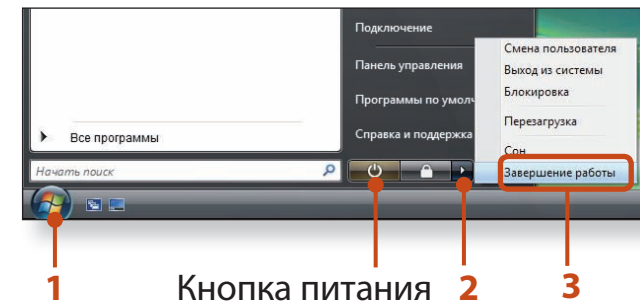 Подключение
Панель управления
Программы по умолч
Справка и поддержка
Смена пользователя
Выход из системы
Блокировка
Перезагрузка
Сон
Завершение работы
Все программы
Начать поиск
1 Кнопка питания 2 3